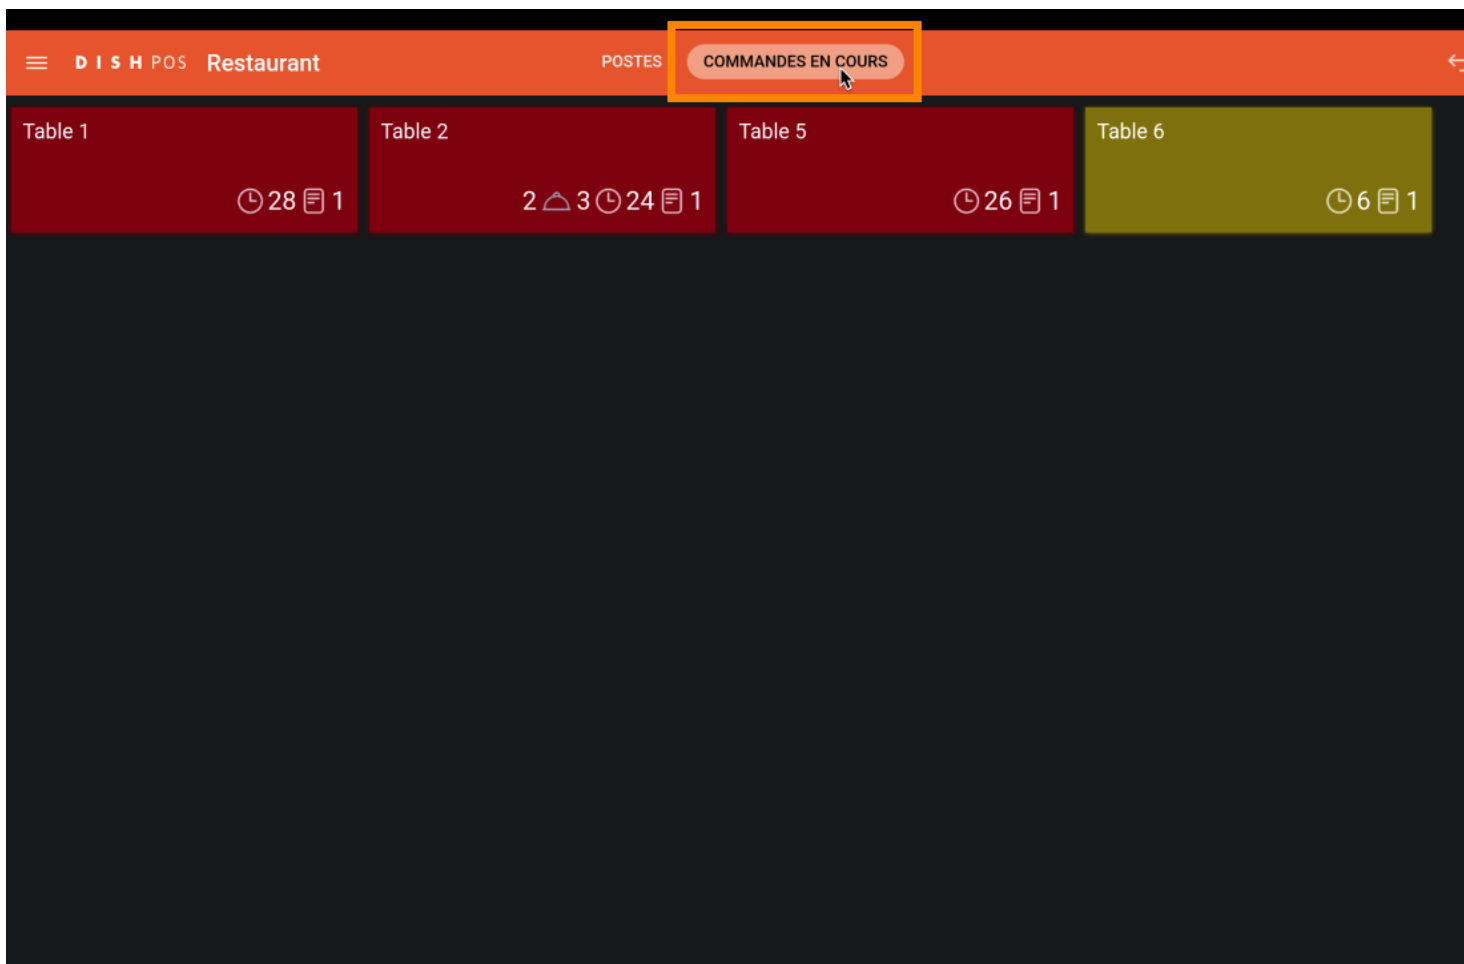 DISH POS Restaurant POSTES COMMANDES EN COURS
Table 1 Table 2 Table 5 Table 6
28 1 2 3 24 1 26 1 6 1